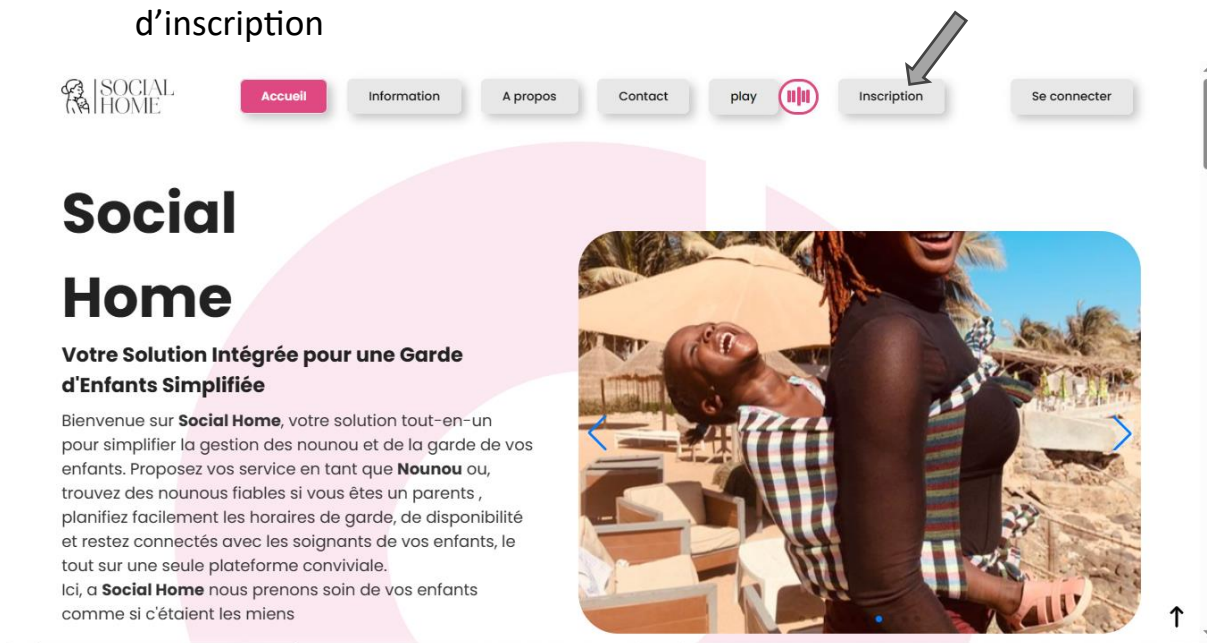 d’inscription
SOCIAL
HOME
Accueil
Information
A propos
Contact
play
Inscription
Se connecter
Social
Home
Votre Solution Intégrée pour une Garde
d'Enfants Simplifiée
Bienvenue sur Social Home, votre solution tout-en-un
pour simplifier la gestion des nounou et de la garde de vos
enfants. Proposez vos service en tant que Nounou ou,
trouvez des nounous fiables si vous êtes un parents ,
planifiez facilement les horaires de garde, de disponibilité
et restez connectés avec les soignants de vos enfants, le
tout sur une seule plateforme conviviale.
Ici, a Social Home nous prenons soin de vos enfants
comme si c'étaient les miens